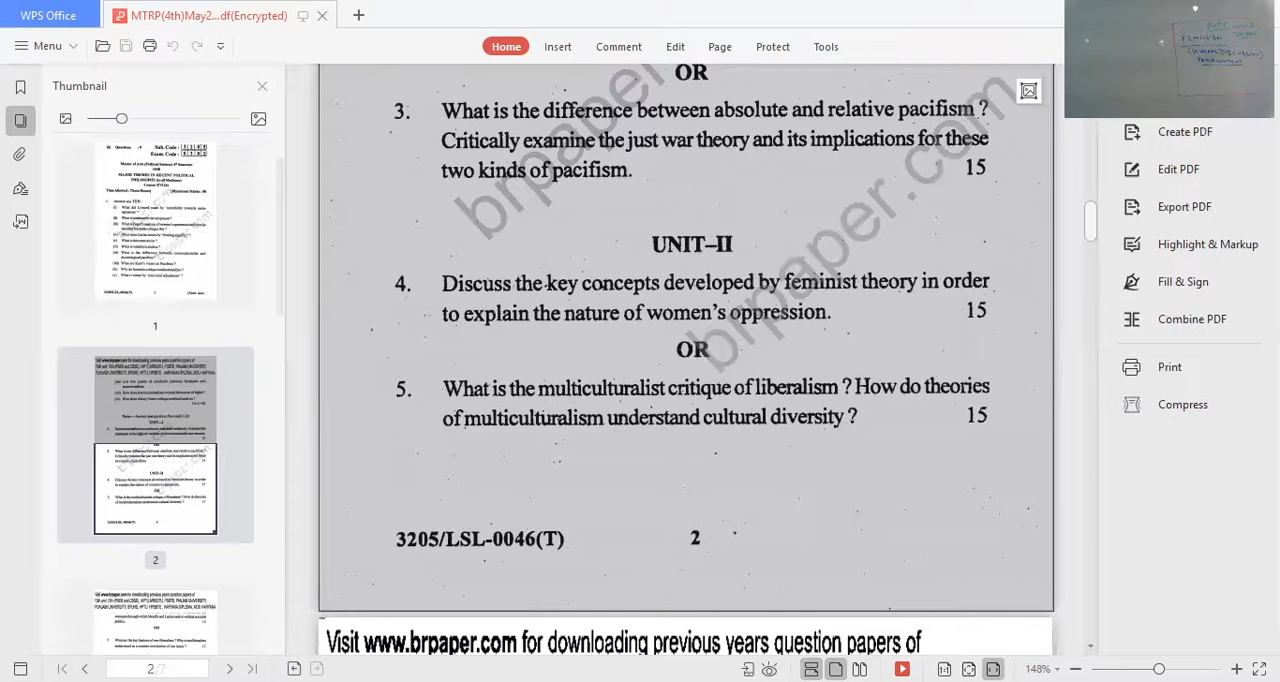 WPS Office
MTRP(4th)May2...df(Encrypted)
Menu
Home
Insert
Comment
Edit
Page
Protect
Tools
Thumbnail
1
2
OR
3. What is the difference between absolute and relative pacifism ?
Critically examine the just war theory and its implications for these
two kinds of pacifism. 15
UNIT–II
4. Discuss the key concepts developed by feminist theory in order
to explain the nature of women's oppression. 15
OR
5. What is the multiculturalist critique of liberalism ? How do theories
of multiculturalism understand cultural diversity ? 15
3205/LSL-0046(T) 2
brpaper.com
brpaper.com
Visit www.brpaper.com for downloading previous years question papers of
Create PDF
Edit PDF
Export PDF
Highlight & Markup
Fill & Sign
Combine PDF
Print
Compress
2/7
148%